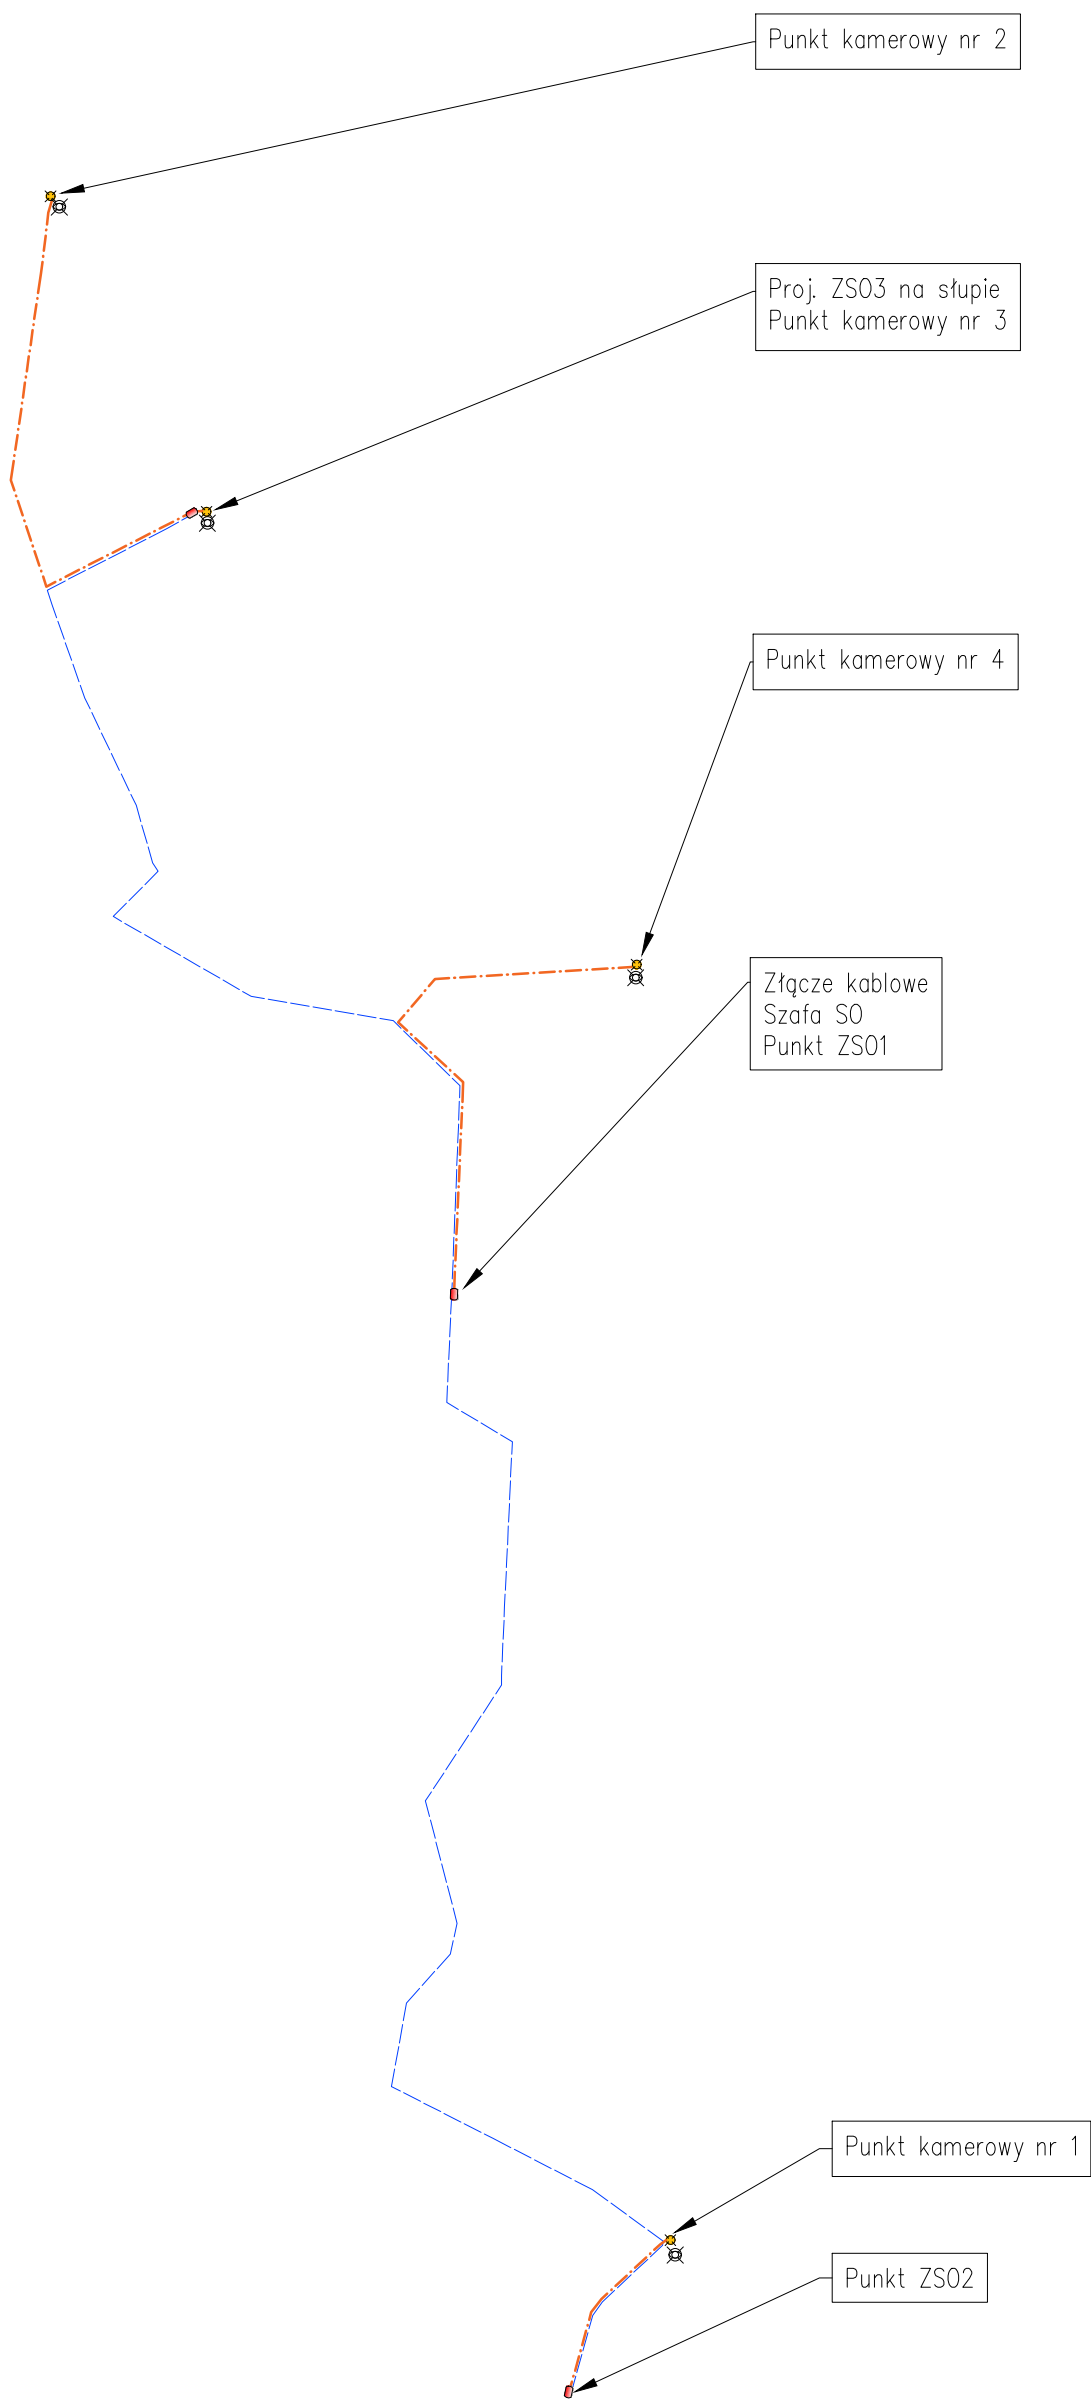 Punkt kamerowy nr 2
Proj. ZS03 na słupie
Punkt kamerowy nr 3
Punkt kamerowy nr 4
Złącze kablowe
Szafa SO
Punkt ZS01
Punkt kamerowy nr 1
Punkt ZS02